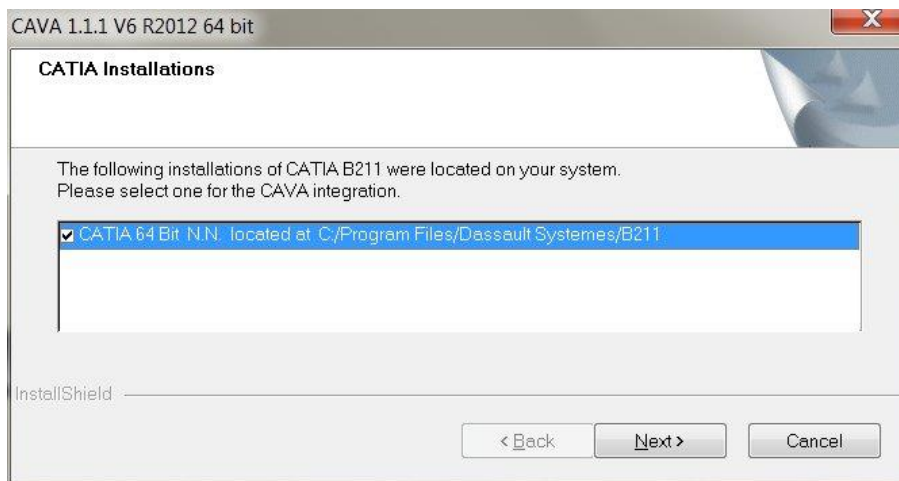 CAVA 1.1.1 V6 R2012 64 bit
CATIA Installations
The following installations of CATIA B211 were located on your system.
Please select one for the CAVA integration.
CATIA 64 Bit N.N. located at C:/Program Files/Dassault Systemes/B211
InstallShield
< Back
Next >
Cancel